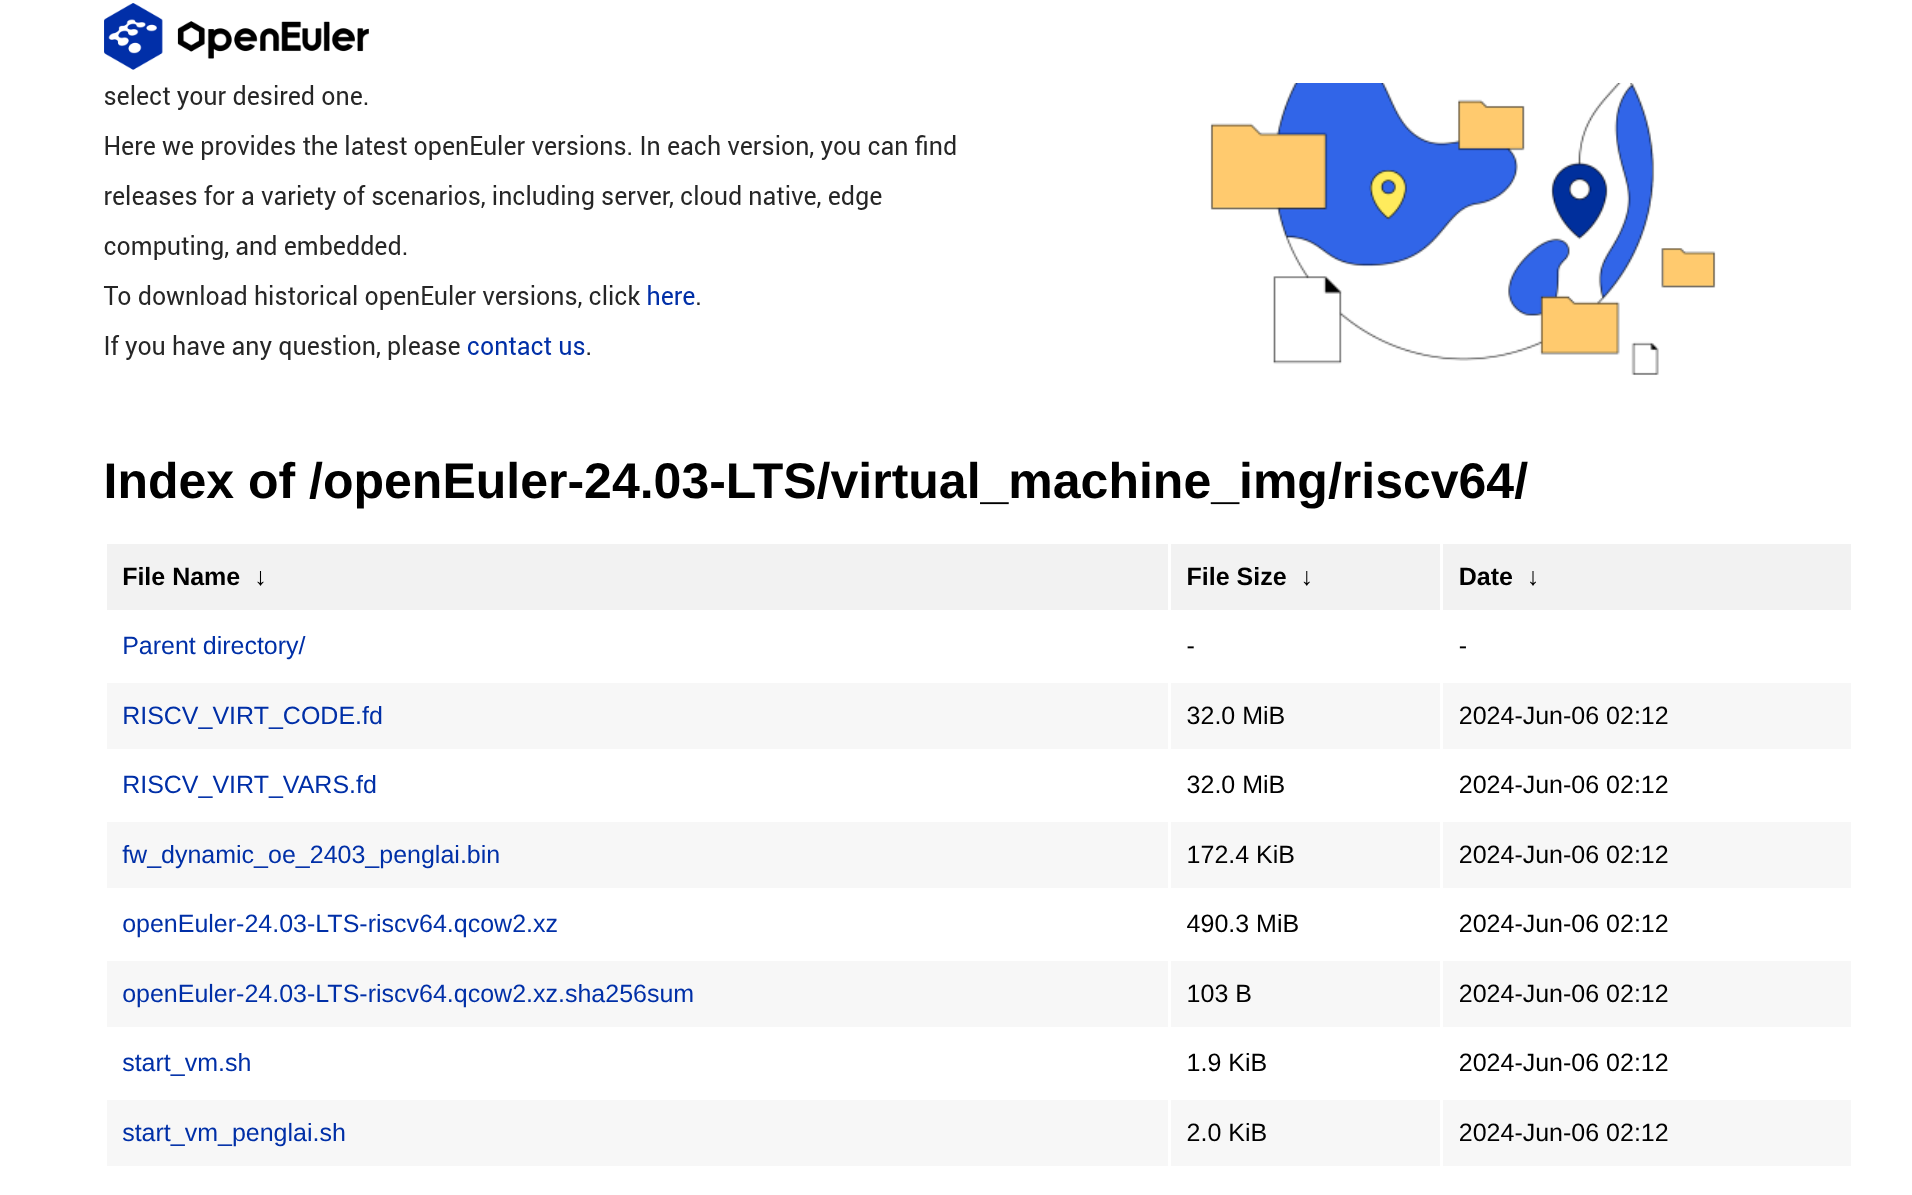 OpenEuler
select your desired one.
Here we provides the latest openEuler versions. In each version, you can find
releases for a variety of scenarios, including server, cloud native, edge
computing, and embedded.
To download historical openEuler versions, click here.
If you have any question, please contact us.
Index of /openEuler-24.03-LTS/virtual_machine_img/riscv64/
File Name ↓ File Size ↓ Date ↓
Parent directory/ - -
RISCV_VIRT_CODE.fd 32.0 MiB 2024-Jun-06 02:12
RISCV_VIRT_VARS.fd 32.0 MiB 2024-Jun-06 02:12
fw_dynamic_oe_2403_penglai.bin 172.4 KiB 2024-Jun-06 02:12
openEuler-24.03-LTS-riscv64.qcow2.xz 490.3 MiB 2024-Jun-06 02:12
openEuler-24.03-LTS-riscv64.qcow2.xz.sha256sum 103 B 2024-Jun-06 02:12
start_vm.sh 1.9 KiB 2024-Jun-06 02:12
start_vm_penglai.sh 2.0 KiB 2024-Jun-06 02:12